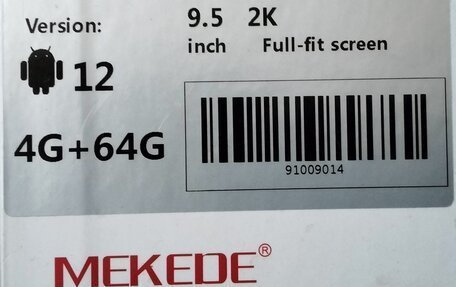 Version:
9.5 2K
inch Full-fit screen
12
4G+64G
91009014
MEKEDE®